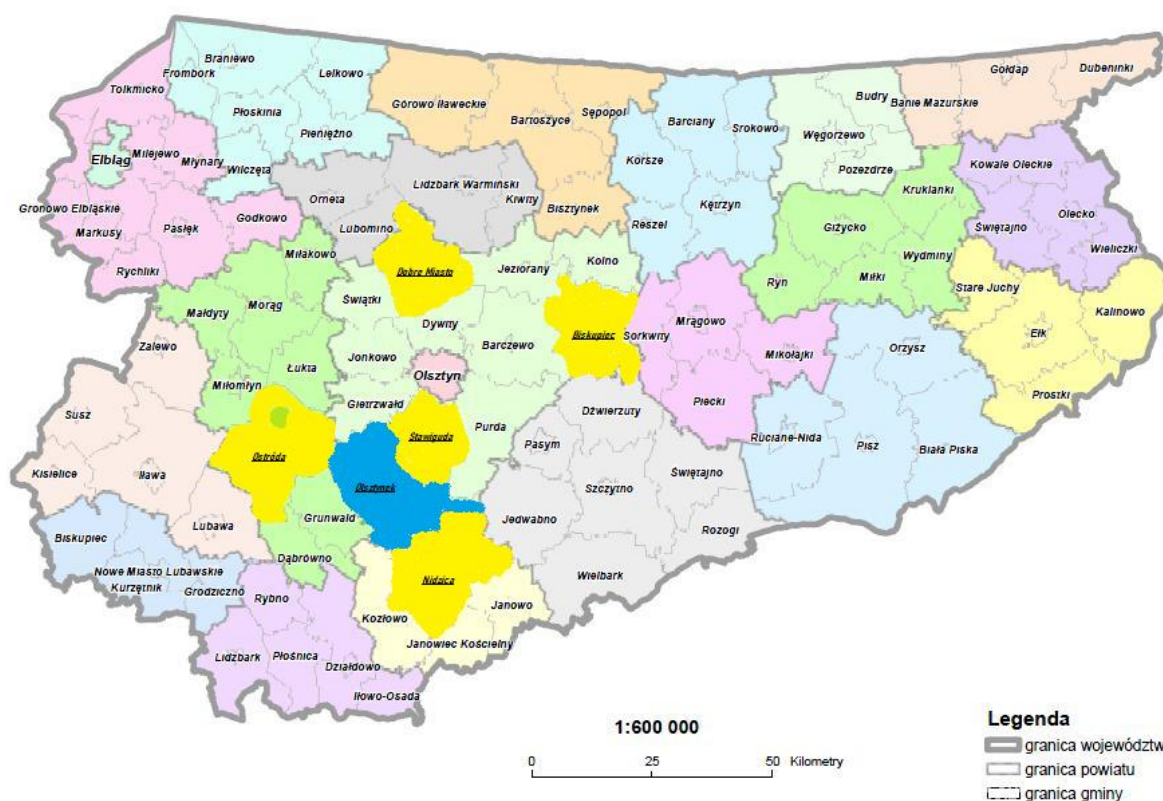 Braniewo
Frombork
Lelkowo
Tolkmicko
Płoskinia
Pieniężno
Górowo Iławeckie
Bartoszyce
Sępopol
Barciany
Srokowo
Budry
Węgorzewo
Pozezdrze
Banie Mazurskie
Gołdap
Dubeninki
Elbląg
Milejewo
Młynary
Wilczęta
Orneta
Lidzbark Warmiński
Kiwity
Bisztynek
Korsze
Reszel
Kętrzyn
Kruklanki
Kowale Oleckie
Gronowo Elbląskie
Markusy
Pasłęk
Godkowo
Lubomino
Giżycko
Świętajno
Olecko
Wieliczki
Rychliki
Miłakowo
Dobre Miasto
Jeziorany
Kolno
Ryn
Miłki
Wydminy
Stare Juchy
Kalinowo
Małdyty
Morąg
Świątki
Dywity
Barczewo
Biskupiec
Sorkwity
Mrągowo
Mikołajki
Orzysz
Ełk
Zalewo
Miłomłyn
Łukta
Jonkowo
Olsztyn
Gietrzwałd
Piecki
Prostki
Susz
Kisielice
Iława
Ostróda
Stawiguda
Purda
Dźwierzuty
Pasym
Ruciane-Nida
Pisz
Biała Piska
Olsztynek
Szczytno
Świętajno
Lubawa
Grunwald
Jedwabno
Rozogi
Biskupiec
Nowe Miasto Lubawskie
Kurzętnik
Grodziczno
Dąbrówno
Nidzica
Wielbark
Rybno
Kozłowo
Janowo
Janowiec Kościelny
Lidzbark
Płośnica
Działdowo
Iłowo-Osada
1:600 000
0 25 50 Kilometry
Legenda
granica województw
granica powiatu
granica gminy